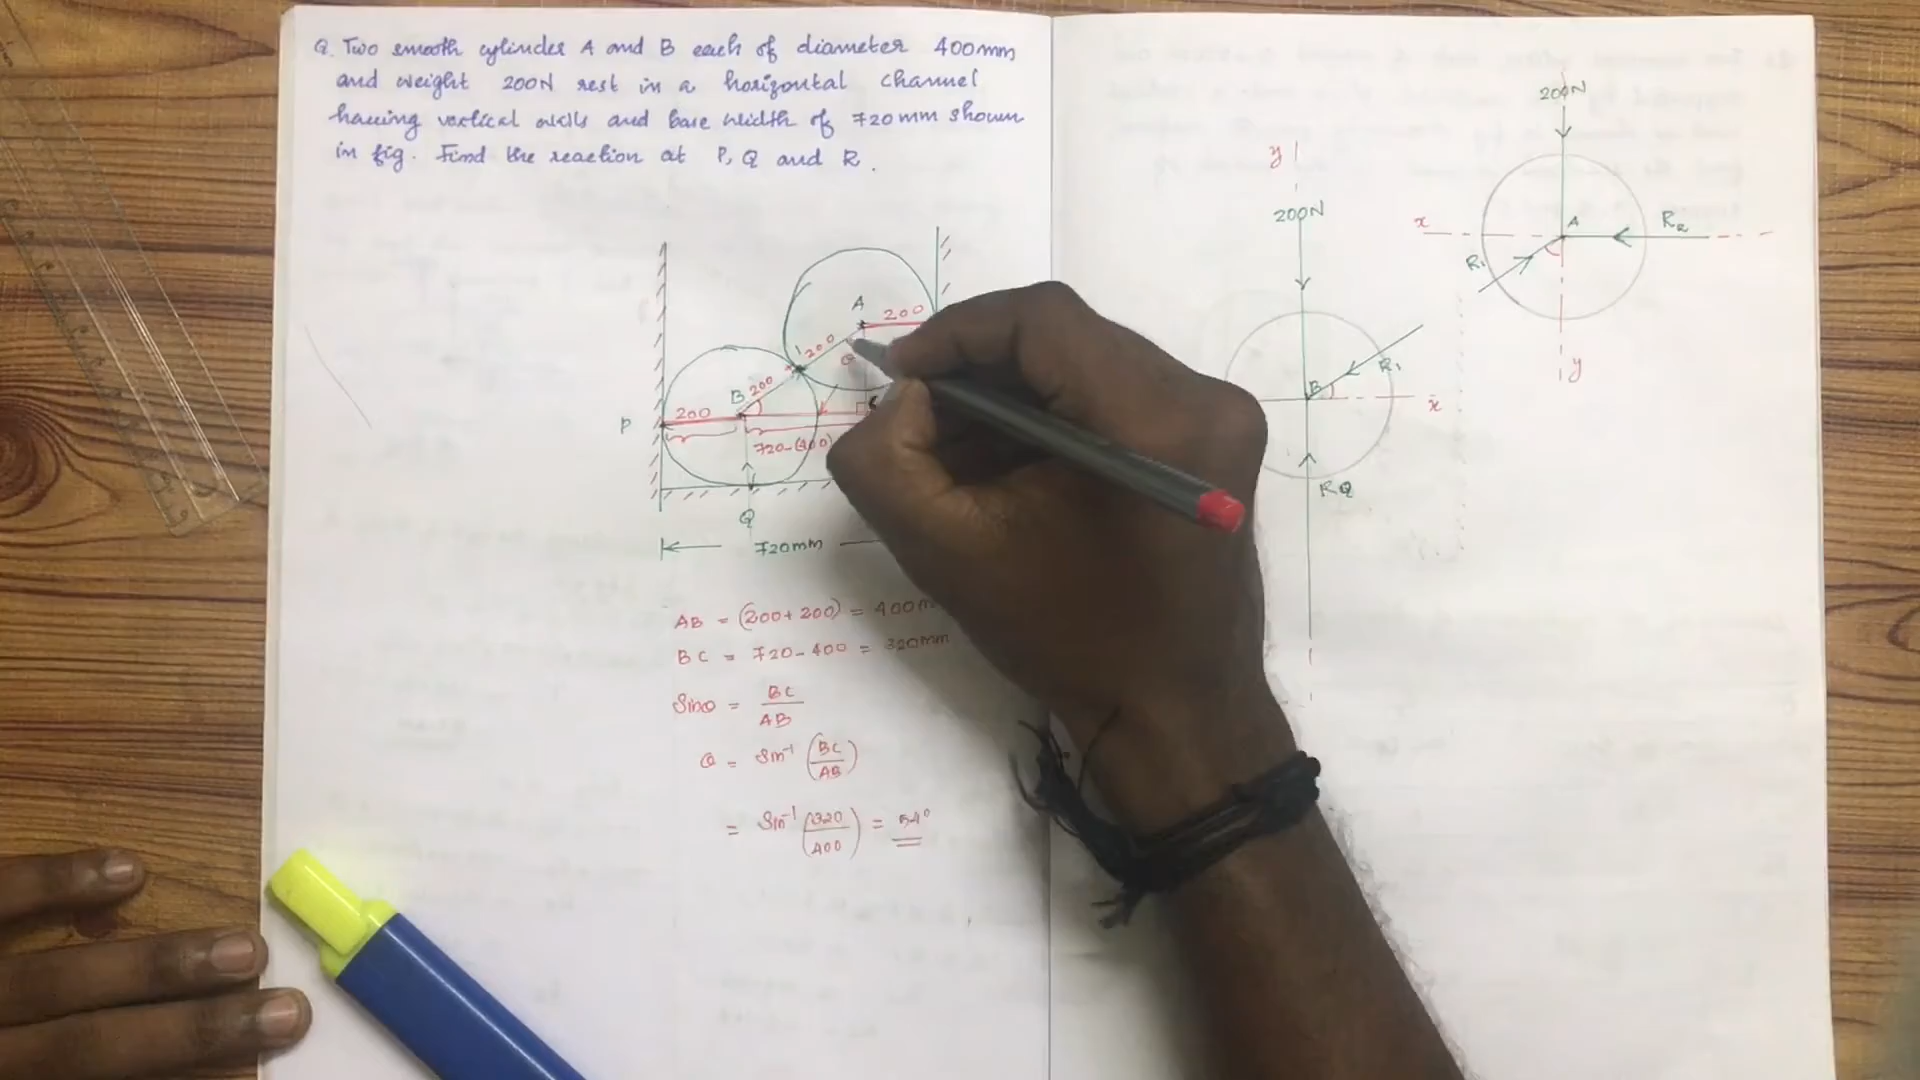 Q. Two smooth cylinder A and B each of diameter 400mm
and weight 200N rest in a horizontal channel
having vertical walls and base width of 720mm shown
in fig. Find the reaction at P, Q and R.
A
200
200
θ
B
200
200
P
C
720-(400)
Q
720mm
AB = (200+200) = 400m
BC = 720-400 = 320mm
Sinθ = BC/AB
θ = Sin⁻¹ (BC/AB)
= Sin⁻¹ (320/400) = 54°
200N
y
x
A
RR
R1
y
200N
B
R1
x
RQ